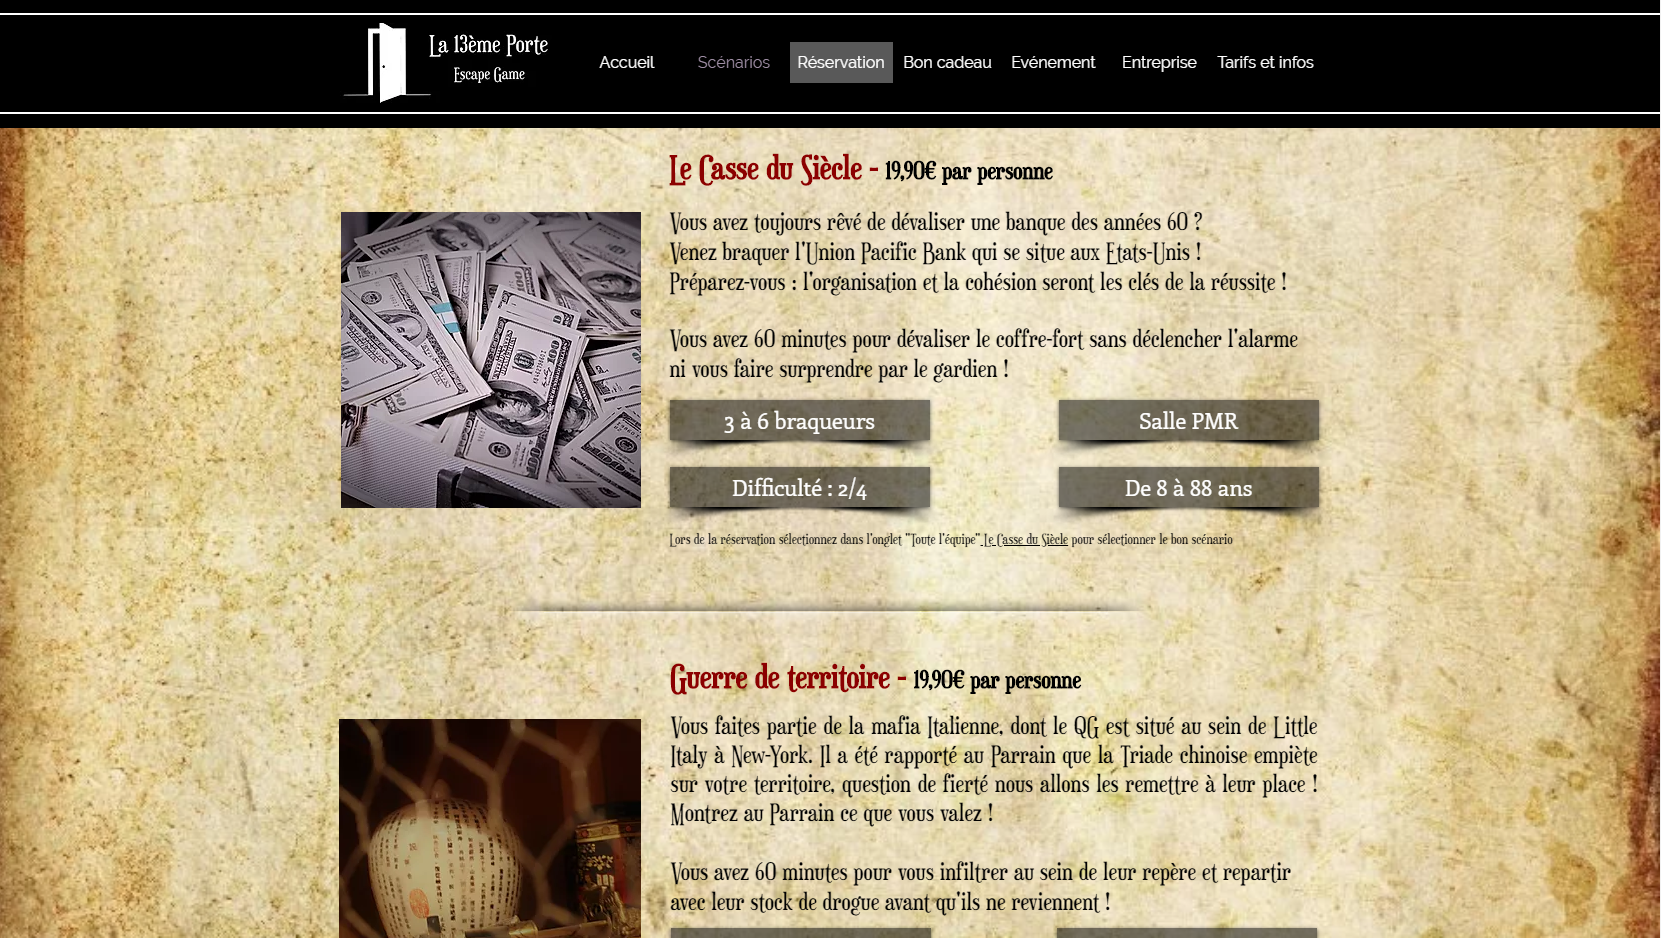 La 13ème Porte
Escape Game
Accueil
Scénarios
Réservation
Bon cadeau
Evénement
Entreprise
Tarifs et infos
Le Casse du Siècle - 19,90€ par personne
Vous avez toujours rêvé de dévaliser une banque des années 60 ?
Venez braquer l'Union Pacific Bank qui se situe aux Etats-Unis !
Préparez-vous : l'organisation et la cohésion seront les clés de la réussite !
Vous avez 60 minutes pour dévaliser le coffre-fort sans déclencher l'alarme
ni vous faire surprendre par le gardien !
3 à 6 braqueurs
Salle PMR
Difficulté : 2/4
De 8 à 88 ans
Lors de la réservation sélectionnez dans l'onglet "Toute l'équipe" Le Casse du Siècle pour sélectionner le bon scénario
Guerre de territoire - 19,90€ par personne
Vous faites partie de la mafia Italienne, dont le QG est situé au sein de Little
Italy à New-York. Il a été rapporté au Parrain que la Triade chinoise empiète
sur votre territoire, question de fierté nous allons les remettre à leur place !
Montrez au Parrain ce que vous valez !
Vous avez 60 minutes pour vous infiltrer au sein de leur repère et repartir
avec leur stock de drogue avant qu'ils ne reviennent !